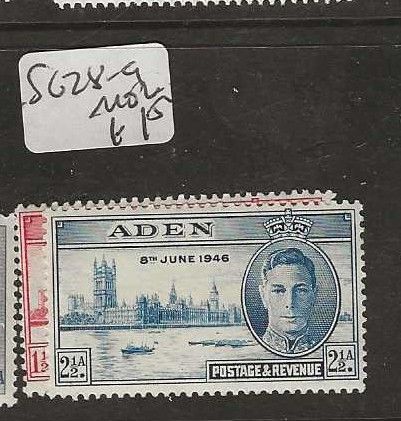 SG28-9
MOG
£15
ADEN
8TH JUNE 1946
1½
2½A.
2½A.
POSTAGE & REVENUE